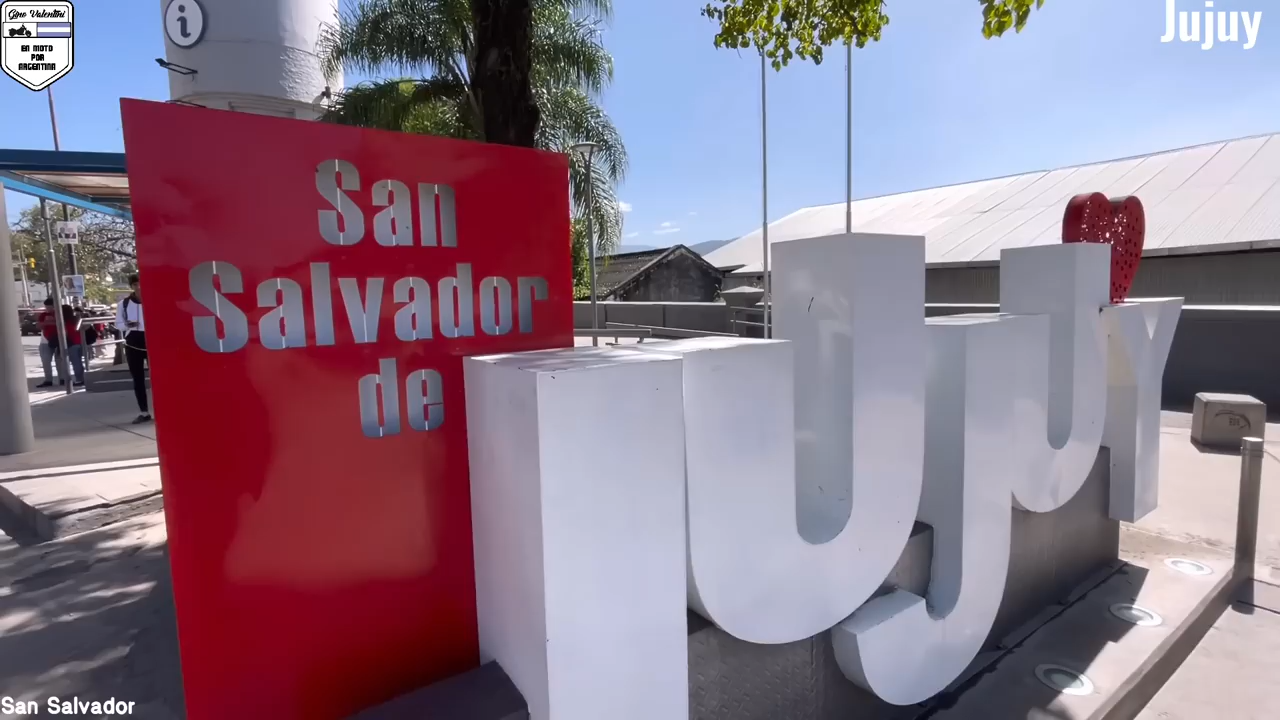 Gino Valentini
EN MOTO
POR
ARGENTINA
i
Jujuy
San
Salvador
de
JUJUY
San Salvador